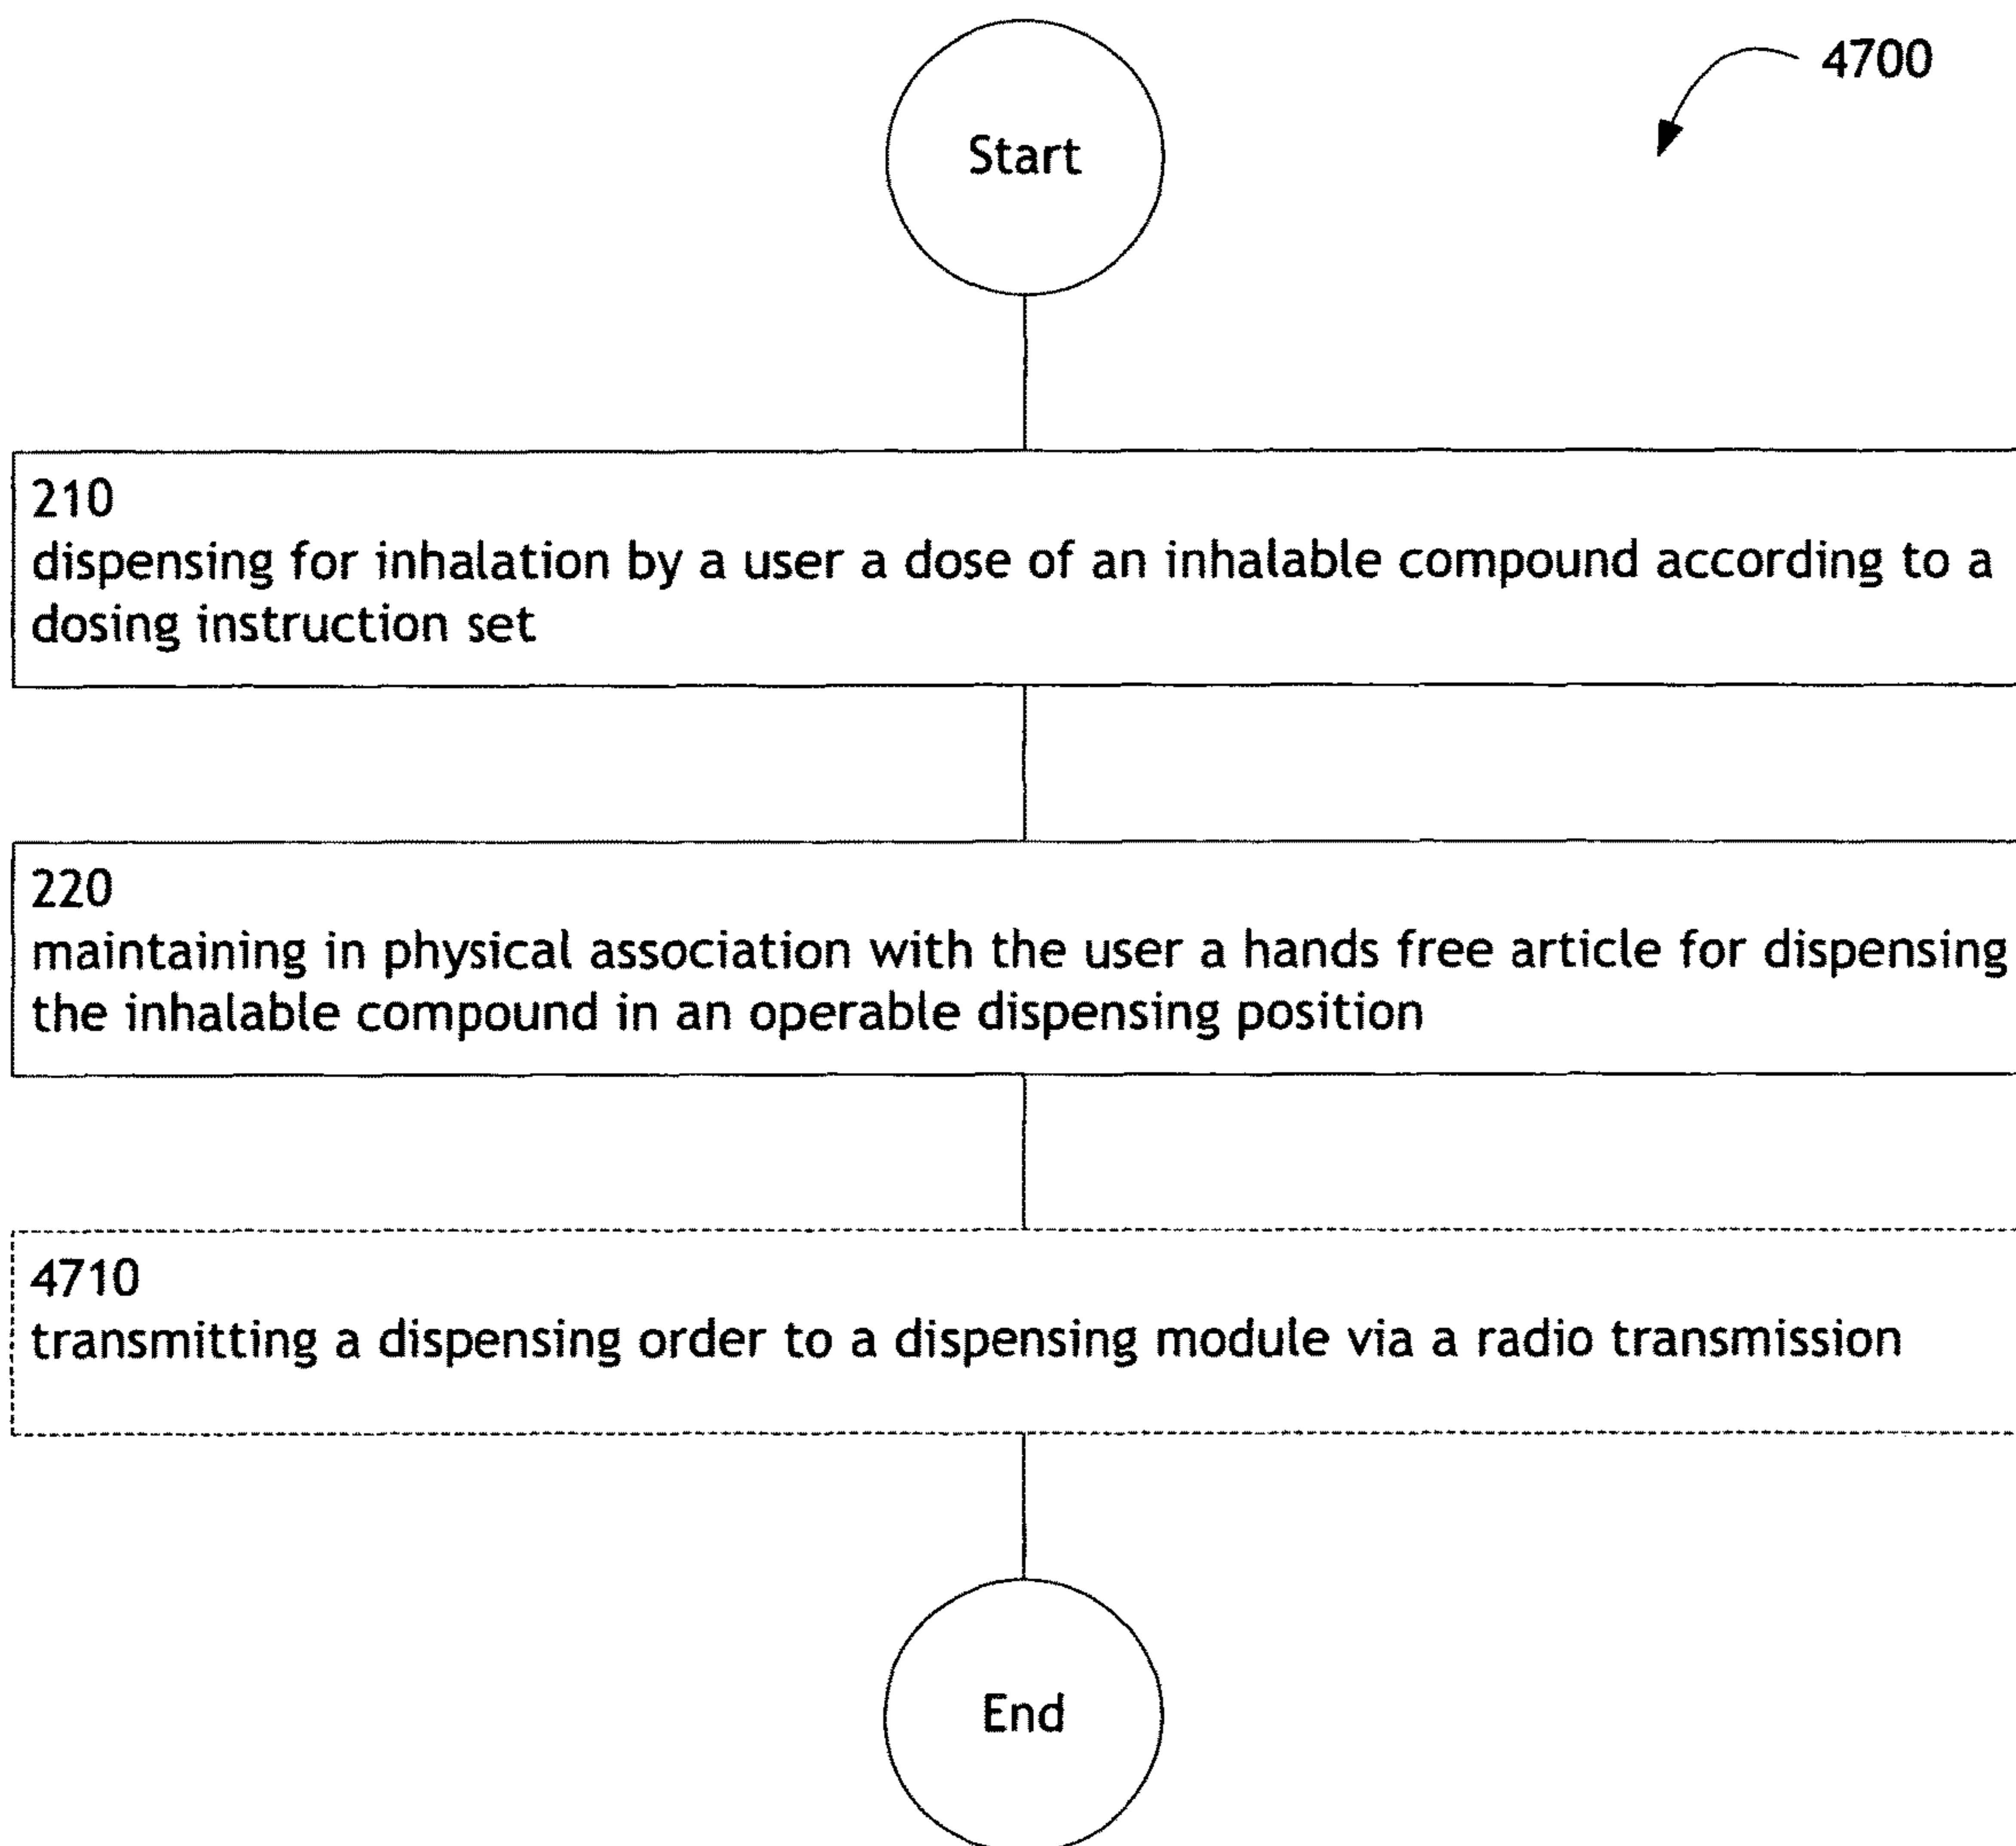 4700
Start
210
dispensing for inhalation by a user a dose of an inhalable compound according to a
dosing instruction set
220
maintaining in physical association with the user a hands free article for dispensing
the inhalable compound in an operable dispensing position
4710
transmitting a dispensing order to a dispensing module via a radio transmission
End